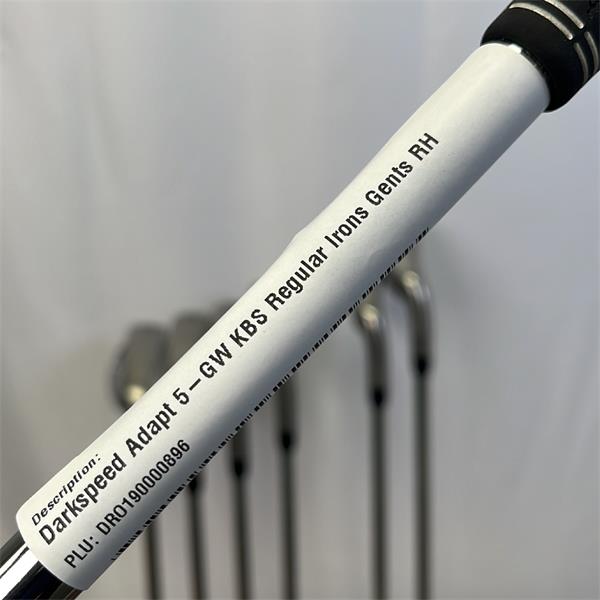 Description:
Darkspeed Adapt 5-GW KBS Regular Irons Gents RH
PLU: DRO190000896